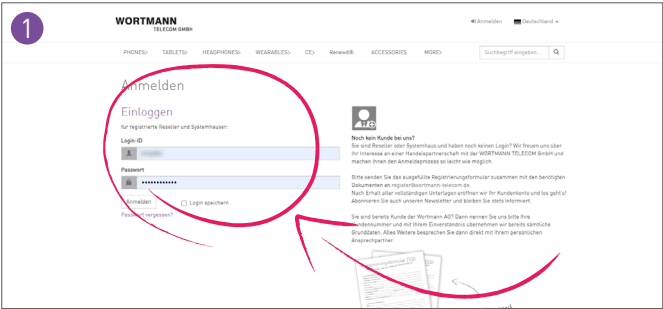 1
WORTMANN
TELECOM GMBH
Anmelden Deutschland
PHONES> TABLETS> HEADPHONES> WEARABLES> CE> Renewd® ACCESSORIES MORE> Suchbegriff eingeben...
Anmelden
Einloggen
für registrierte Reseller und Systemhäuser:
Login-ID
Passwort
Anmelden Login speichern
Passwort vergessen?
Noch kein Kunde bei uns?
Sie sind Reseller oder Systemhaus und haben noch keinen Login? Wir freuen uns über
Ihr Interesse an einer Handelspartnerschaft mit der WORTMANN TELECOM GmbH und
machen Ihnen den Anmeldeprozess so leicht wie möglich.
Bitte senden Sie das ausgefüllte Registrierungsformular zusammen mit den benötigten
Dokumenten an register@wortmann-telecom.de.
Nach Erhalt aller vollständigen Unterlagen eröffnen wir Ihr Kundenkonto und los geht's!
Abonnieren Sie auch unseren Newsletter und bleiben Sie stets informiert.
Sie sind bereits Kunde der Wortmann AG? Dann nennen Sie uns bitte Ihre
Kundennummer und mit Ihrem Einverständnis übernehmen wir bereits sämtliche
Grunddaten. Alles Weitere besprechen Sie dann direkt mit Ihrem persönlichen
Ansprechpartner.